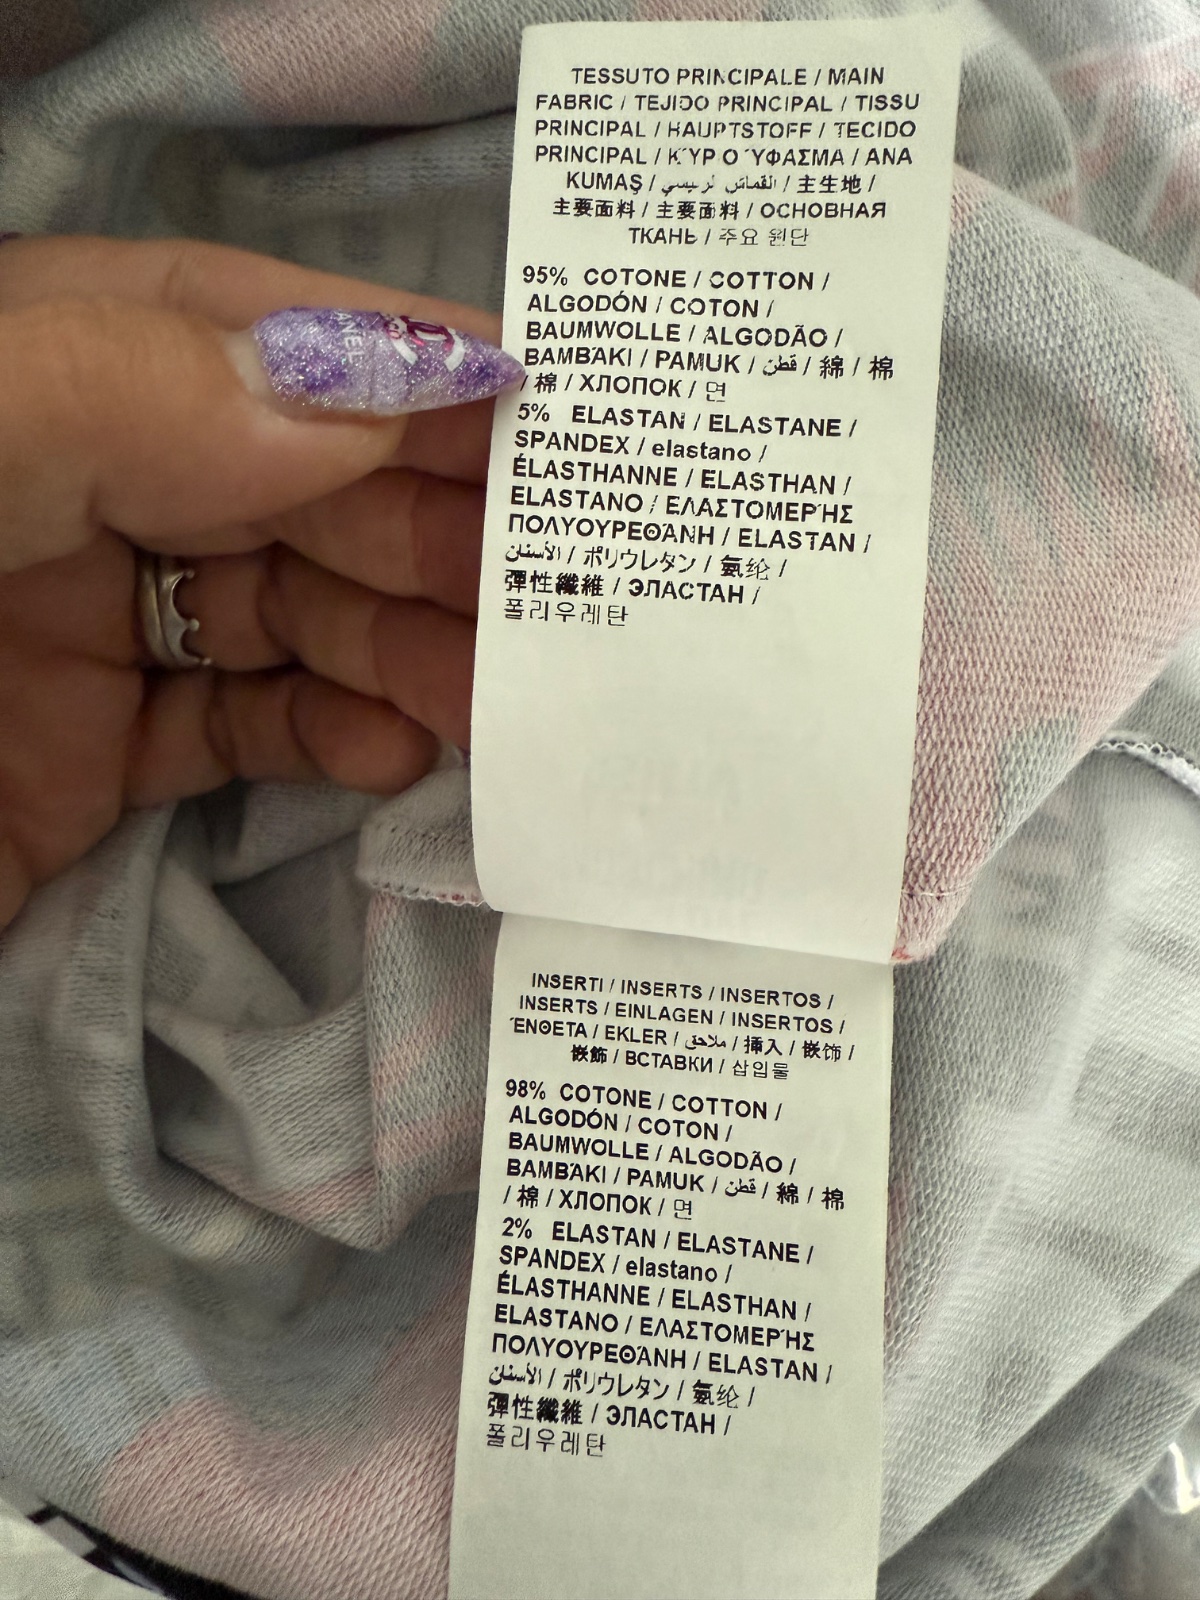 TESSUTO PRINCIPALE / MAIN
FABRIC / TEJIDO PRINCIPAL / TISSU
PRINCIPAL / HAUPTSTOFF / TECIDO
PRINCIPAL / ΚΎΡΙΟ ΎΦΑΣΜΑ / ANA
KUMAŞ / القماش الرئيسي / 主生地 /
主要面料 / 主要面料 / ОСНОВНАЯ
ТКАНЬ / 주요 원단
95% COTONE / COTTON /
ALGODÓN / COTON /
BAUMWOLLE / ALGODÃO /
ΒΑΜΒΆΚΙ / PAMUK / قطن / 綿 / 棉
/ 棉 / ХЛОПОК / 면
5% ELASTAN / ELASTANE /
SPANDEX / elastano /
ÉLASTHANNE / ELASTHAN /
ELASTANO / ΕΛΑΣΤΟΜΕΡΉΣ
ΠΟΛΥΟΥΡΕΘΆΝΗ / ELASTAN /
الأسنان / ポリウレタン / 氨纶 /
彈性纖維 / ЭЛАСТАН /
폴리우레탄
ANEL
INSERTI / INSERTS / INSERTOS /
INSERTS / EINLAGEN / INSERTOS /
ΈΝΘΕΤΑ / EKLER / ملاحق / 挿入 / 嵌饰 /
嵌飾 / ВСТАВКИ / 삽입물
98% COTONE / COTTON /
ALGODÓN / COTON /
BAUMWOLLE / ALGODÃO /
ΒΑΜΒΆΚΙ / PAMUK / قطن / 綿 / 棉
/ 棉 / ХЛОПОК / 면
2% ELASTAN / ELASTANE /
SPANDEX / elastano /
ÉLASTHANNE / ELASTHAN /
ELASTANO / ΕΛΑΣΤΟΜΕΡΉΣ
ΠΟΛΥΟΥΡΕΘΆΝΗ / ELASTAN /
الأسنان / ポリウレタン / 氨纶 /
彈性纖維 / ЭЛАСТАН /
폴리우레탄